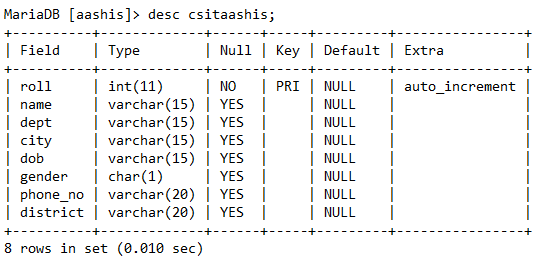 MariaDB [aashis]> desc csitaashis;
+----------+-------------+------+-----+---------+----------------+
| Field    | Type        | Null | Key | Default | Extra          |
+----------+-------------+------+-----+---------+----------------+
| roll     | int(11)     | NO   | PRI | NULL    | auto_increment |
| name     | varchar(15) | YES  |     | NULL    |                |
| dept     | varchar(15) | YES  |     | NULL    |                |
| city     | varchar(15) | YES  |     | NULL    |                |
| dob      | varchar(15) | YES  |     | NULL    |                |
| gender   | char(1)     | YES  |     | NULL    |                |
| phone_no | varchar(20) | YES  |     | NULL    |                |
| district | varchar(20) | YES  |     | NULL    |                |
+----------+-------------+------+-----+---------+----------------+
8 rows in set (0.010 sec)